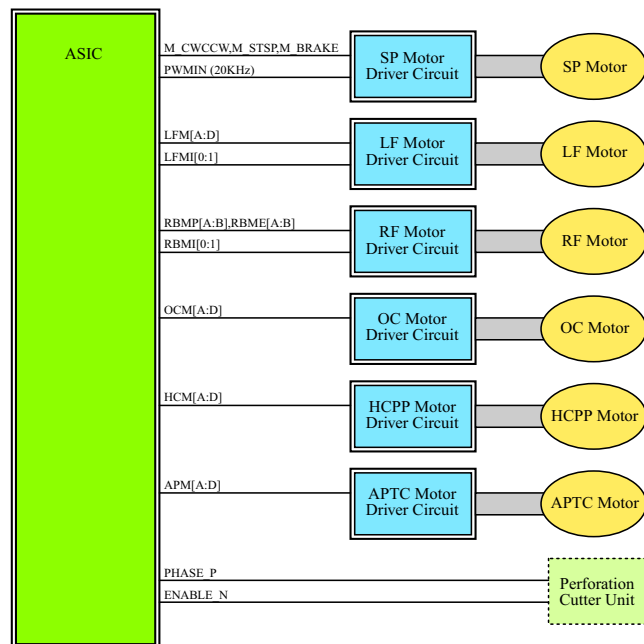 ASIC
M_CWCCW,M_STSP,M_BRAKE
PWMIN (20KHz)
SP Motor
Driver Circuit
SP Motor
LFM[A:D]
LFMI[0:1]
LF Motor
Driver Circuit
LF Motor
RBMP[A:B],RBME[A:B]
RBMI[0:1]
RF Motor
Driver Circuit
RF Motor
OCM[A:D]
OC Motor
Driver Circuit
OC Motor
HCM[A:D]
HCPP Motor
Driver Circuit
HCPP Motor
APM[A:D]
APTC Motor
Driver Circuit
APTC Motor
PHASE_P
ENABLE_N
Perforation
Cutter Unit